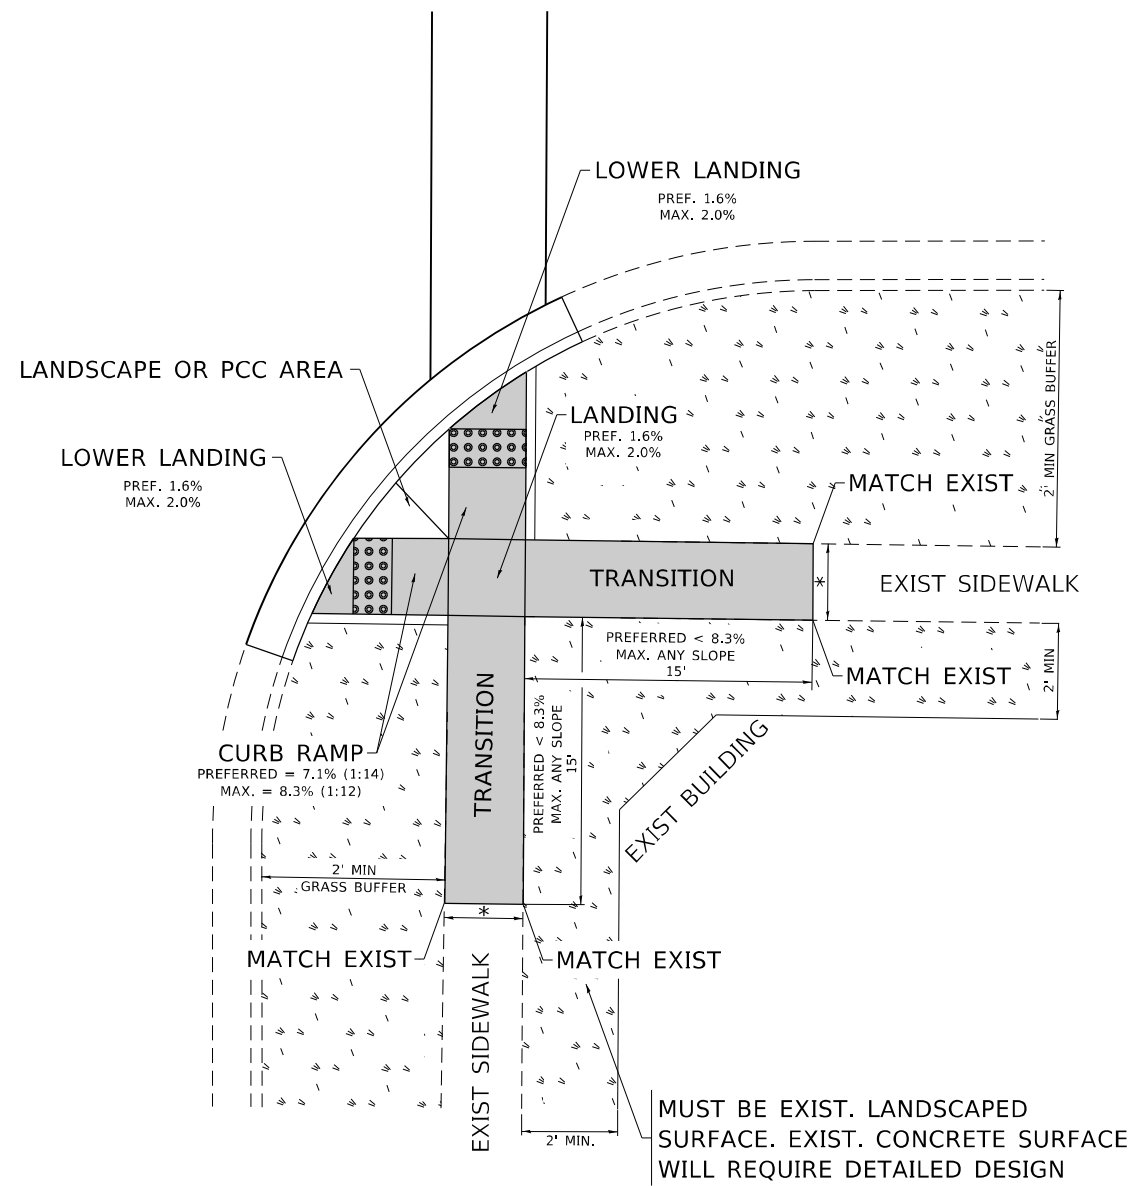 LOWER LANDING
PREF. 1.6%
MAX. 2.0%
LANDSCAPE OR PCC AREA
2' MIN GRASS BUFFER
LANDING
PREF. 1.6%
MAX. 2.0%
LOWER LANDING
PREF. 1.6%
MAX. 2.0%
MATCH EXIST
TRANSITION
*
EXIST SIDEWALK
PREFERRED < 8.3%
MAX. ANY SLOPE
15'
MATCH EXIST
2' MIN
TRANSITION
PREFERRED < 8.3%
MAX. ANY SLOPE
15'
CURB RAMP
PREFERRED = 7.1% (1:14)
MAX. = 8.3% (1:12)
EXIST BUILDING
2' MIN
GRASS BUFFER
*
MATCH EXIST
MATCH EXIST
EXIST SIDEWALK
2' MIN.
MUST BE EXIST. LANDSCAPED
SURFACE. EXIST. CONCRETE SURFACE
WILL REQUIRE DETAILED DESIGN